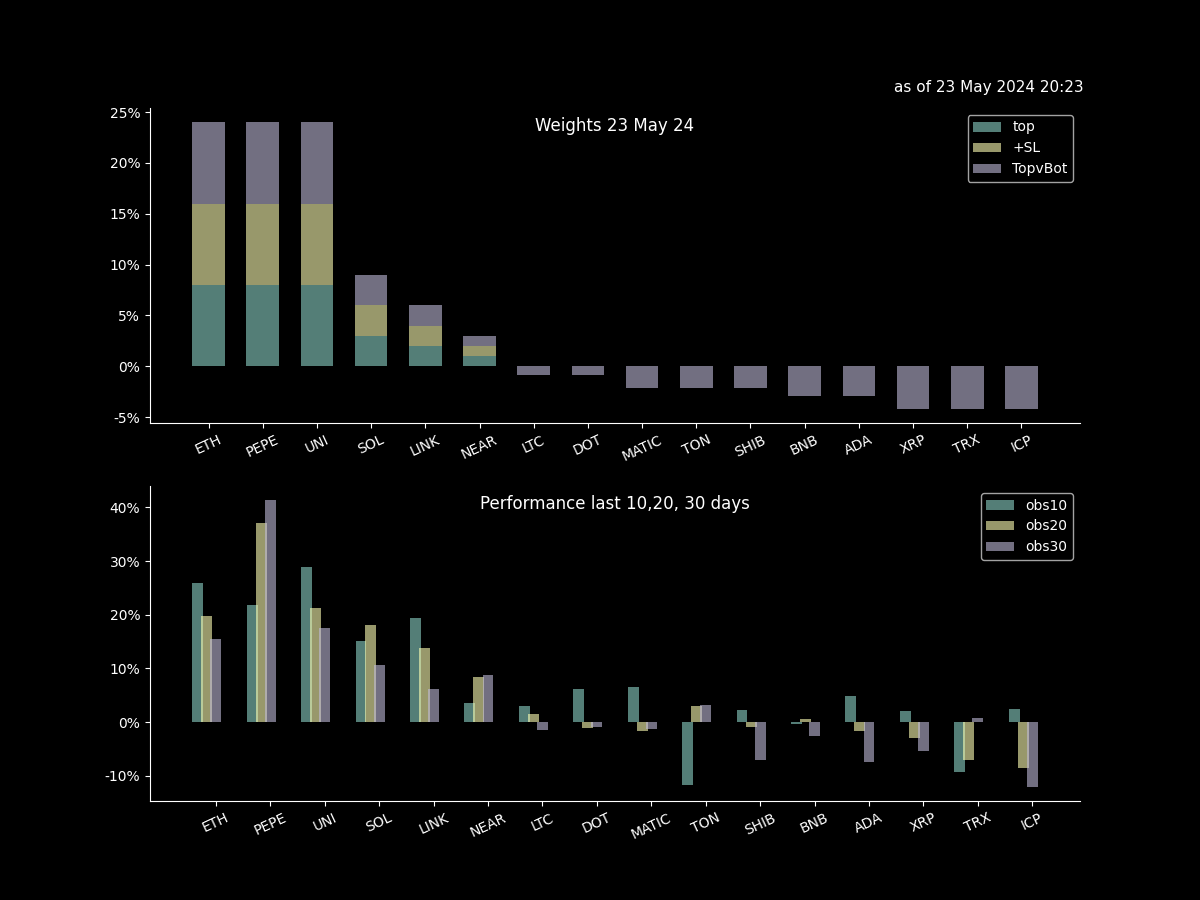 as of 23 May 2024 20:23
Weights 23 May 24
top
+SL
TopvBot
25%
20%
15%
10%
5%
0%
-5%
ETH PEPE UNI SOL LINK NEAR LTC DOT MATIC TON SHIB BNB ADA XRP TRX ICP
Performance last 10,20, 30 days
obs10
obs20
obs30
40%
30%
20%
10%
0%
-10%
ETH PEPE UNI SOL LINK NEAR LTC DOT MATIC TON SHIB BNB ADA XRP TRX ICP